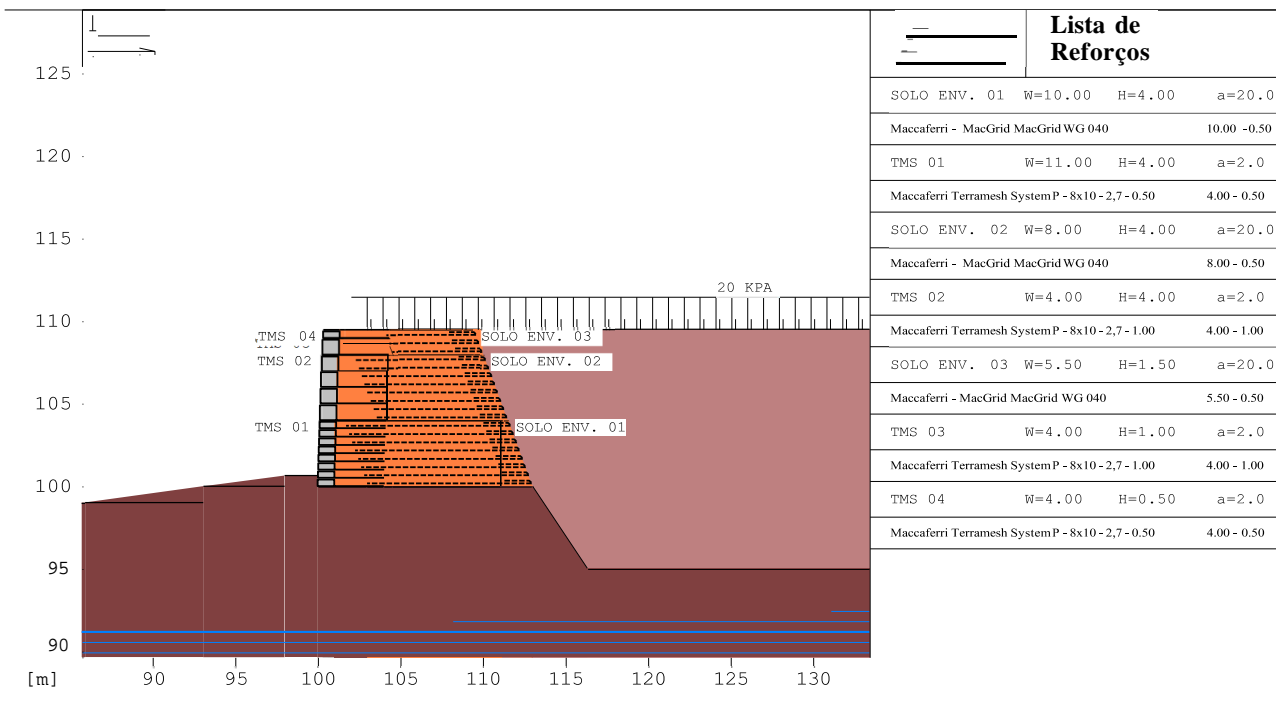 Lista de
Reforços
SOLO ENV. 01 W=10.00 H=4.00 a=20.0
Maccaferri - MacGrid MacGrid WG 040 10.00 -0.50
TMS 01 W=11.00 H=4.00 a=2.0
Maccaferri Terramesh System P - 8x10 - 2,7 - 0.50 4.00 - 0.50
SOLO ENV. 02 W=8.00 H=4.00 a=20.0
Maccaferri - MacGrid MacGrid WG 040 8.00 - 0.50
TMS 02 W=4.00 H=4.00 a=2.0
Maccaferri Terramesh System P - 8x10 - 2,7 - 1.00 4.00 - 1.00
SOLO ENV. 03 W=5.50 H=1.50 a=20.0
Maccaferri - MacGrid MacGrid WG 040 5.50 - 0.50
TMS 03 W=4.00 H=1.00 a=2.0
Maccaferri Terramesh System P - 8x10 - 2,7 - 1.00 4.00 - 1.00
TMS 04 W=4.00 H=0.50 a=2.0
Maccaferri Terramesh System P - 8x10 - 2,7 - 0.50 4.00 - 0.50
125
120
115
20 KPA
110
TMS 04 SOLO ENV. 03
TMS 02 SOLO ENV. 02
105
TMS 01 SOLO ENV. 01
100
95
90
[m] 90 95 100 105 110 115 120 125 130